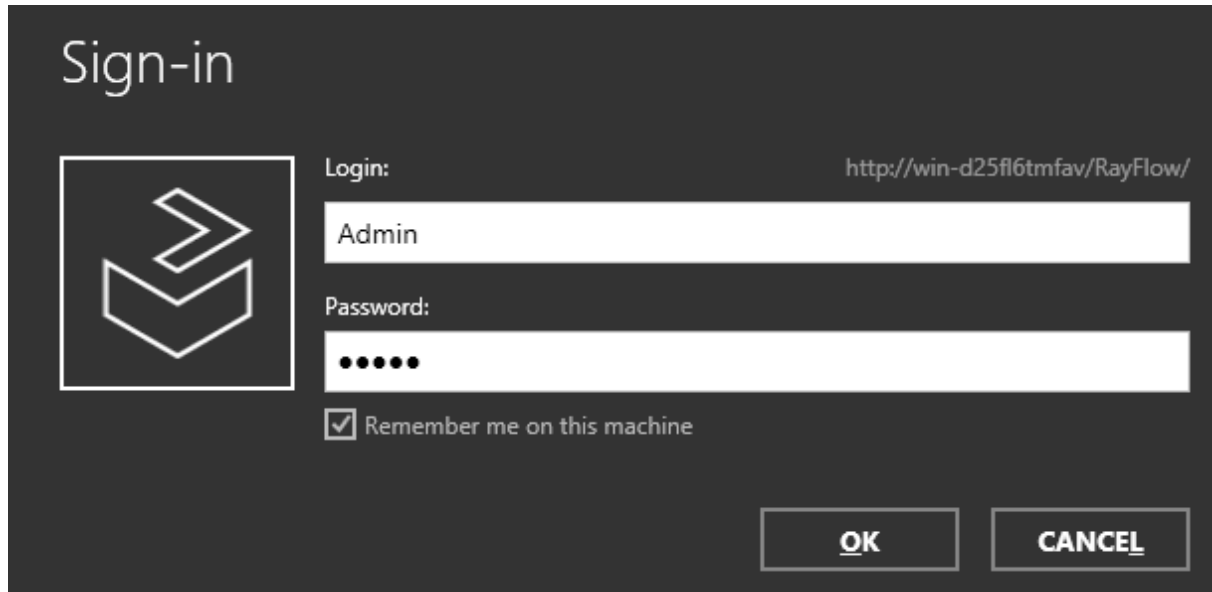 Sign-in
Login: http://win-d25fl6tmfav/RayFlow/
Admin
Password:
●●●●●
Remember me on this machine
OK CANCEL